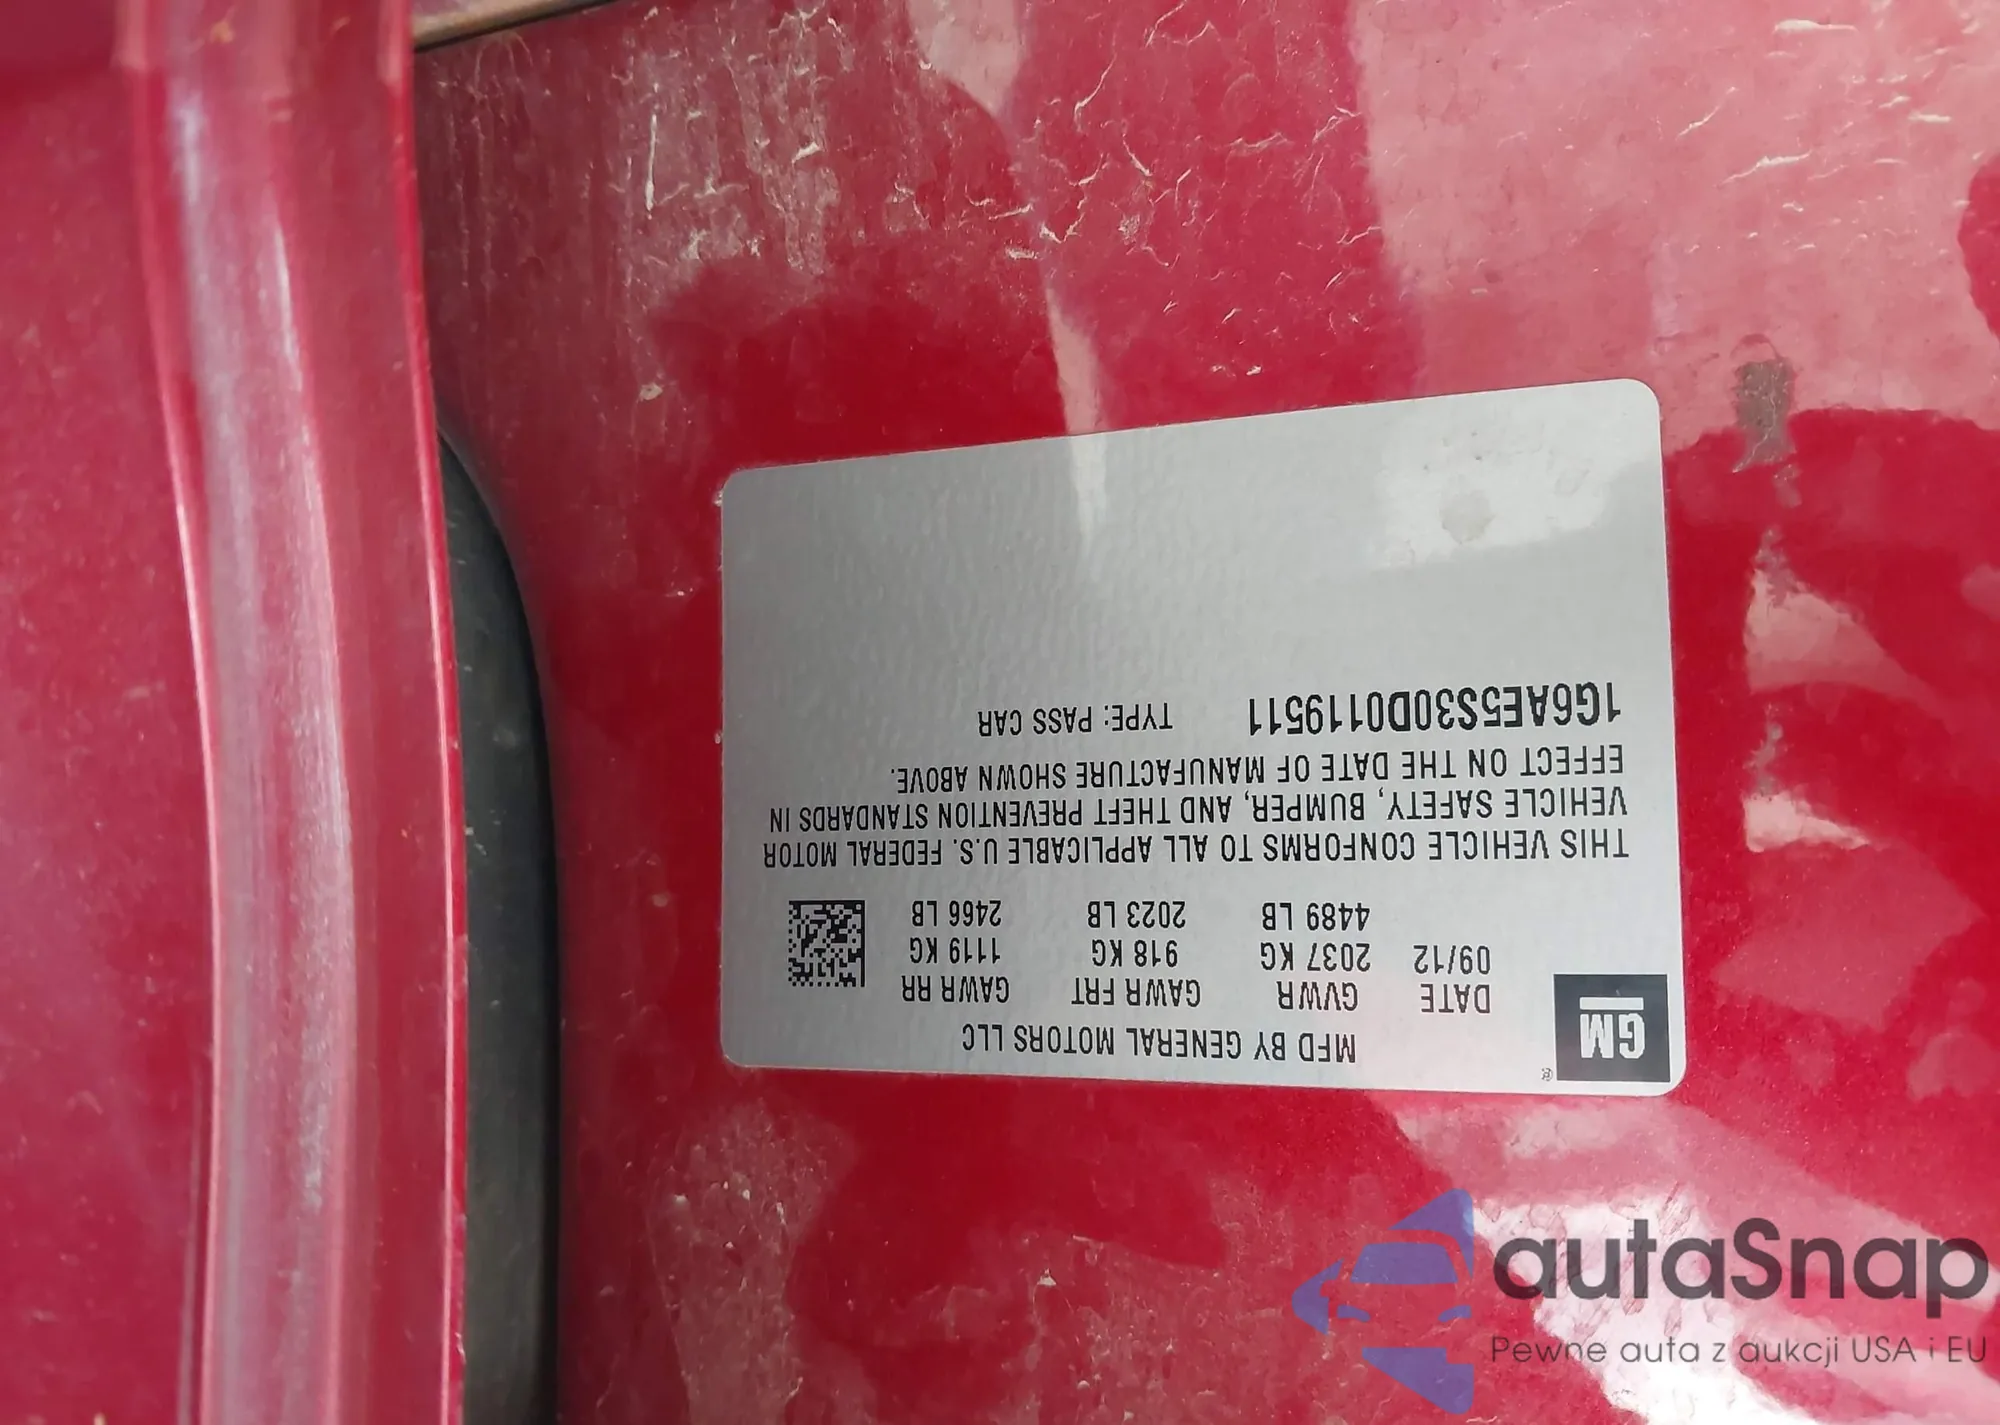 GM
®
MFD BY GENERAL MOTORS LLC
DATE GVWR GAWR FRT GAWR RR
09/12 2037 KG 918 KG 1119 KG
4489 LB 2023 LB 2466 LB
THIS VEHICLE CONFORMS TO ALL APPLICABLE U.S. FEDERAL MOTOR
VEHICLE SAFETY, BUMPER, AND THEFT PREVENTION STANDARDS IN
EFFECT ON THE DATE OF MANUFACTURE SHOWN ABOVE.
1G6AE5S30D0119511 TYPE: PASS CAR
autaSnap
Pewne auta z aukcji USA i EU